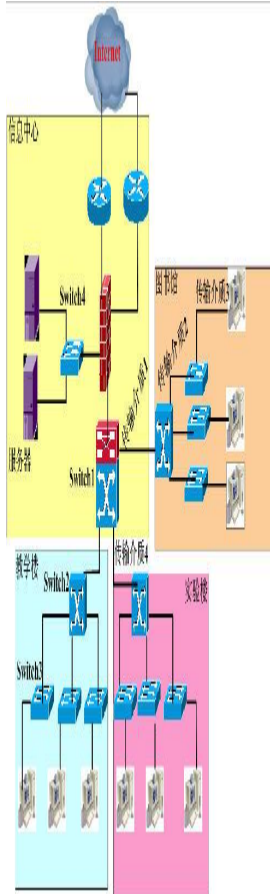 Internet
信息中心
Switch4
服务器
Switch1
传输介质1
图书馆
传输介质3
传输介质2
教学楼
Switch2
Switch3
传输介质4
实验楼